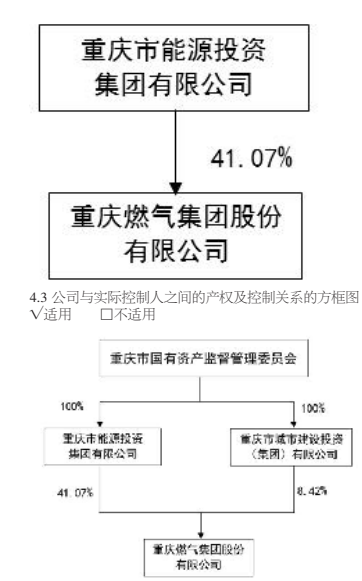 重庆市能源投资
集团有限公司
41.07%
重庆燃气集团股份
有限公司
4.3 公司与实际控制人之间的产权及控制关系的方框图
√适用 □不适用
重庆市国有资产监督管理委员会
100%
100%
重庆市能源投资
集团有限公司
重庆市城市建设投资
（集团）有限公司
41.07%
8.42%
重庆燃气集团股份
有限公司